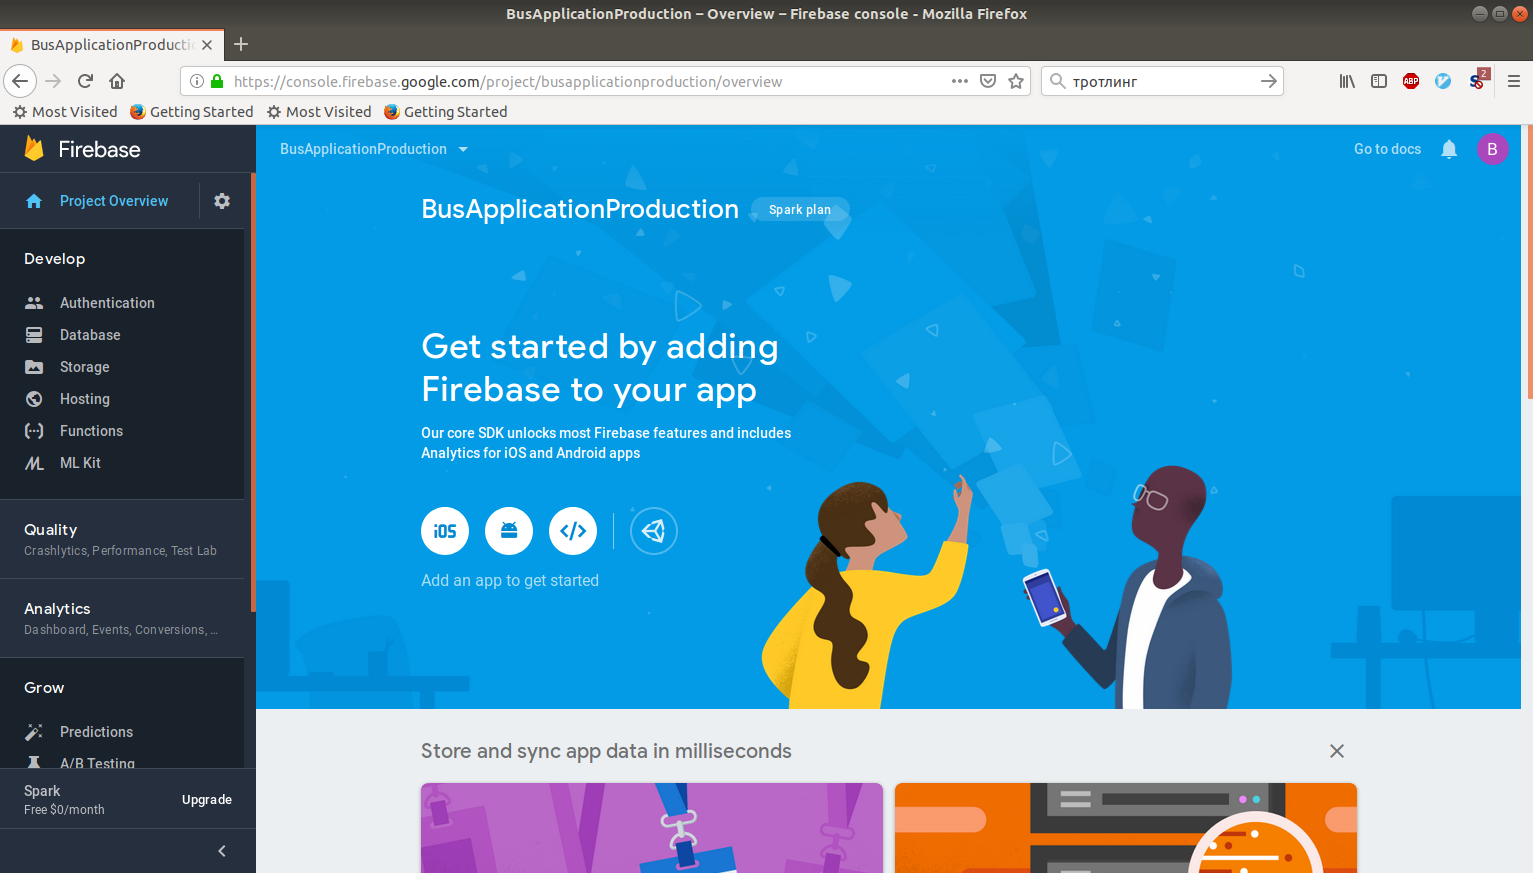 BusApplicationProduction – Overview – Firebase console - Mozilla Firefox
BusApplicationProductio
https://console.firebase.google.com/project/busapplicationproduction/overview
тротлинг
ABP
S
2
Most Visited
Getting Started
Most Visited
Getting Started
Firebase
Project Overview
Develop
Authentication
Database
Storage
Hosting
Functions
ML Kit
Quality
Crashlytics, Performance, Test Lab
Analytics
Dashboard, Events, Conversions, ...
Grow
Predictions
A/B Testing
Spark
Free $0/month
Upgrade
BusApplicationProduction
Go to docs
B
BusApplicationProduction
Spark plan
Get started by adding
Firebase to your app
Our core SDK unlocks most Firebase features and includes
Analytics for iOS and Android apps
iOS
Add an app to get started
Store and sync app data in milliseconds